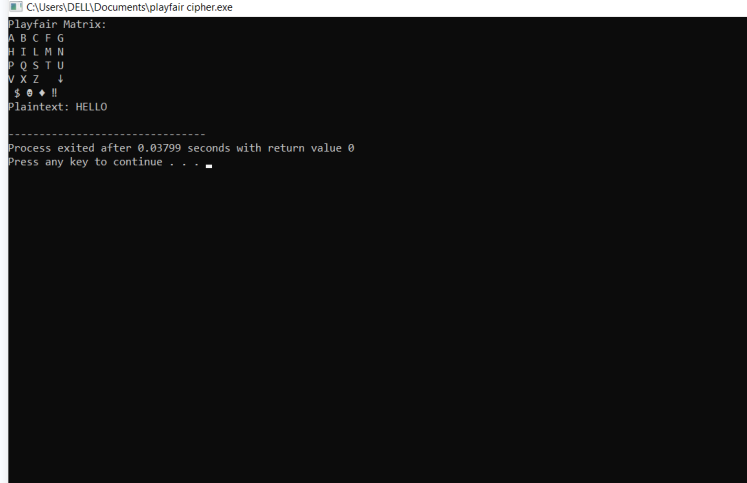 C:\Users\DELL\Documents\playfair cipher.exe
Playfair Matrix:
A B C F G
H I L M N
P Q S T U
V X Z   ↓
 $ ☻ ♦ ‼
Plaintext: HELLO
--------------------------------
Process exited after 0.03799 seconds with return value 0
Press any key to continue . . .